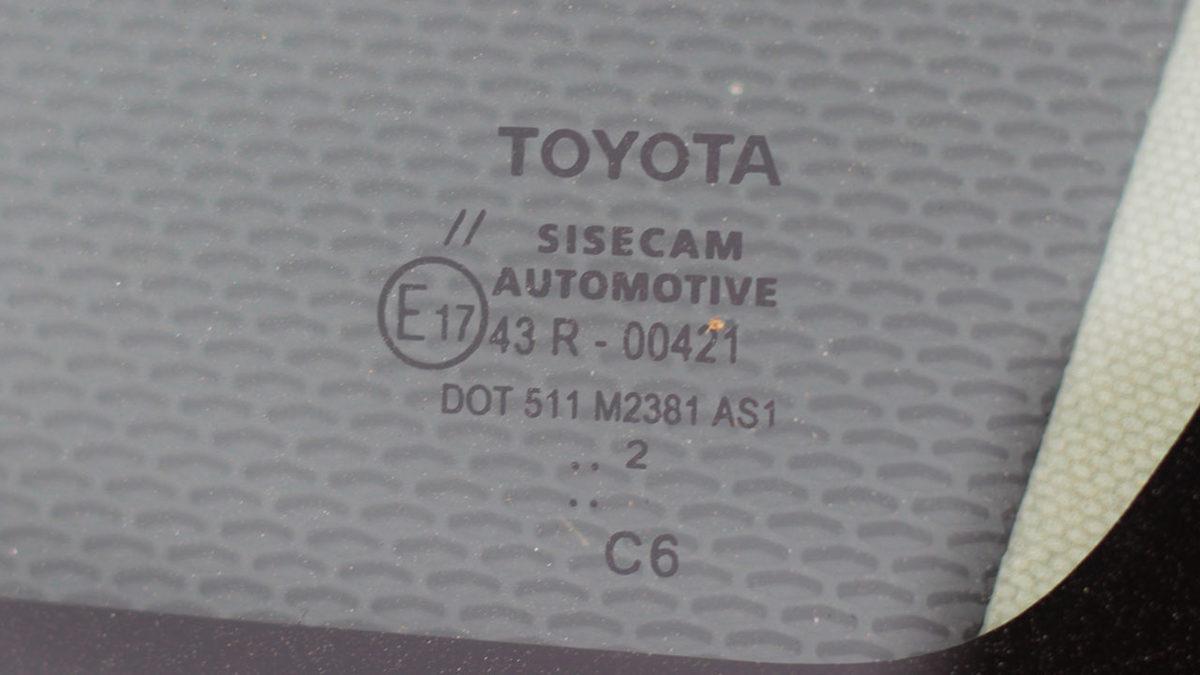 TOYOTA
//
SISECAM
AUTOMOTIVE
E17 43 R - 00421
DOT 511 M2381 AS1
.. 2
..
C6